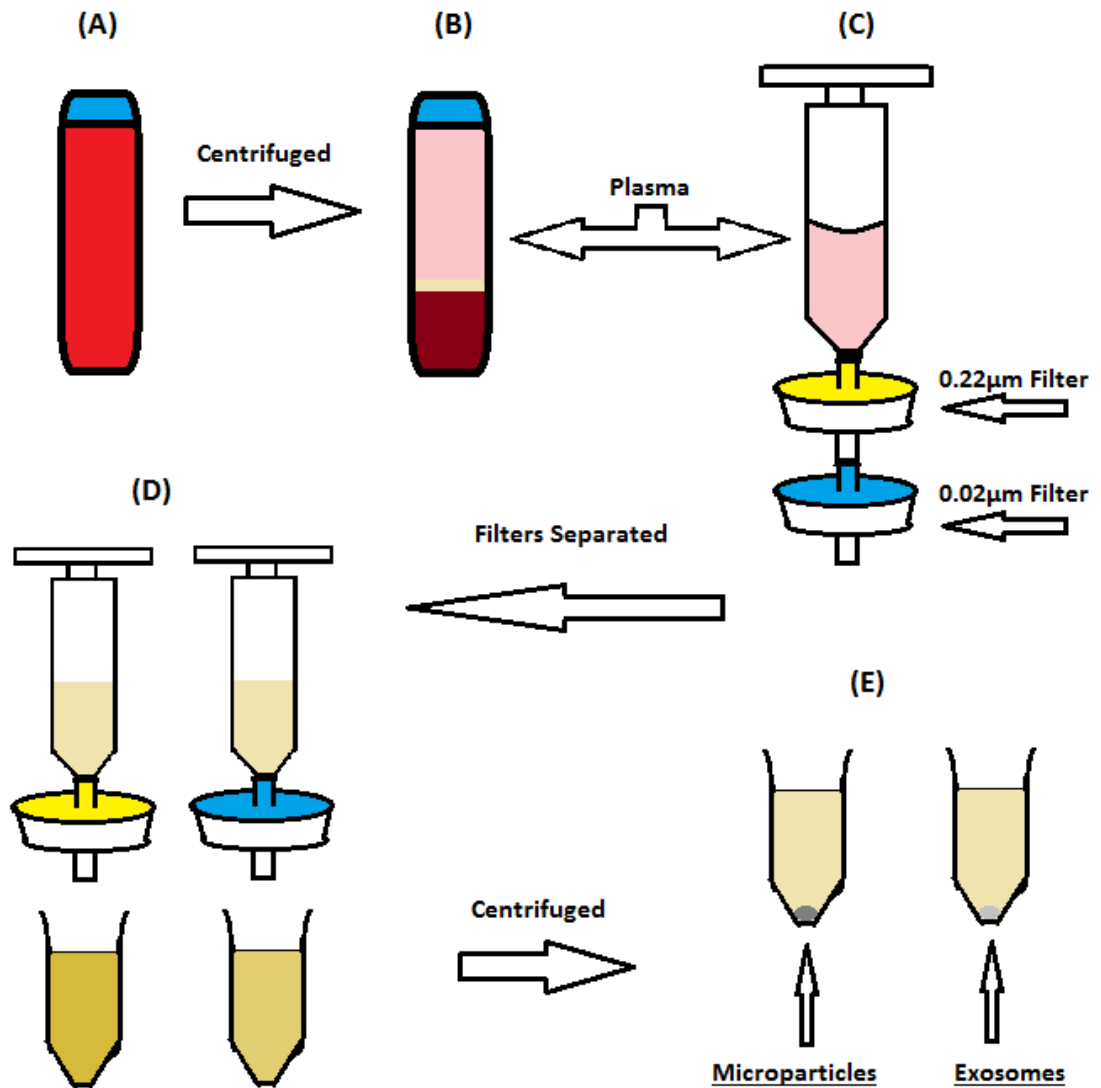 (A)
(B)
(C)
Centrifuged
Plasma
0.22µm Filter
0.02µm Filter
(D)
Filters Separated
(E)
Centrifuged
Microparticles
Exosomes